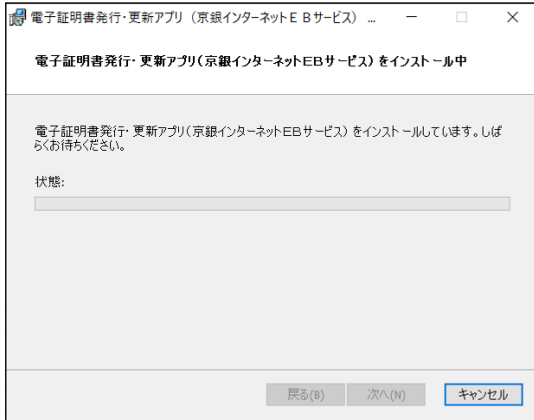 電子証明書発行・更新アプリ（京銀インターネットＥＢサービス） ...
電子証明書発行・更新アプリ（京銀インターネットＥＢサービス）をインストール中
電子証明書発行・更新アプリ（京銀インターネットＥＢサービス）をインストールしています。しば
らくお待ちください。
状態:
戻る(B) 次へ(N) キャンセル